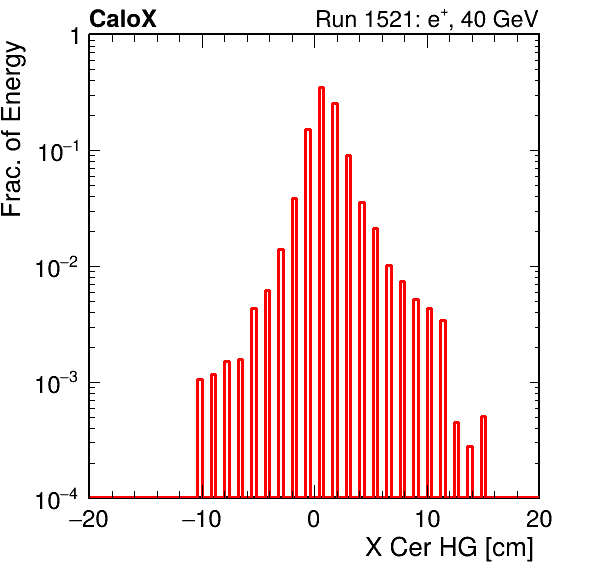 CaloX
Run 1521: e⁺, 40 GeV
Frac. of Energy
1
10⁻¹
10⁻²
10⁻³
10⁻⁴
−20
−10
0
10
20
X Cer HG [cm]